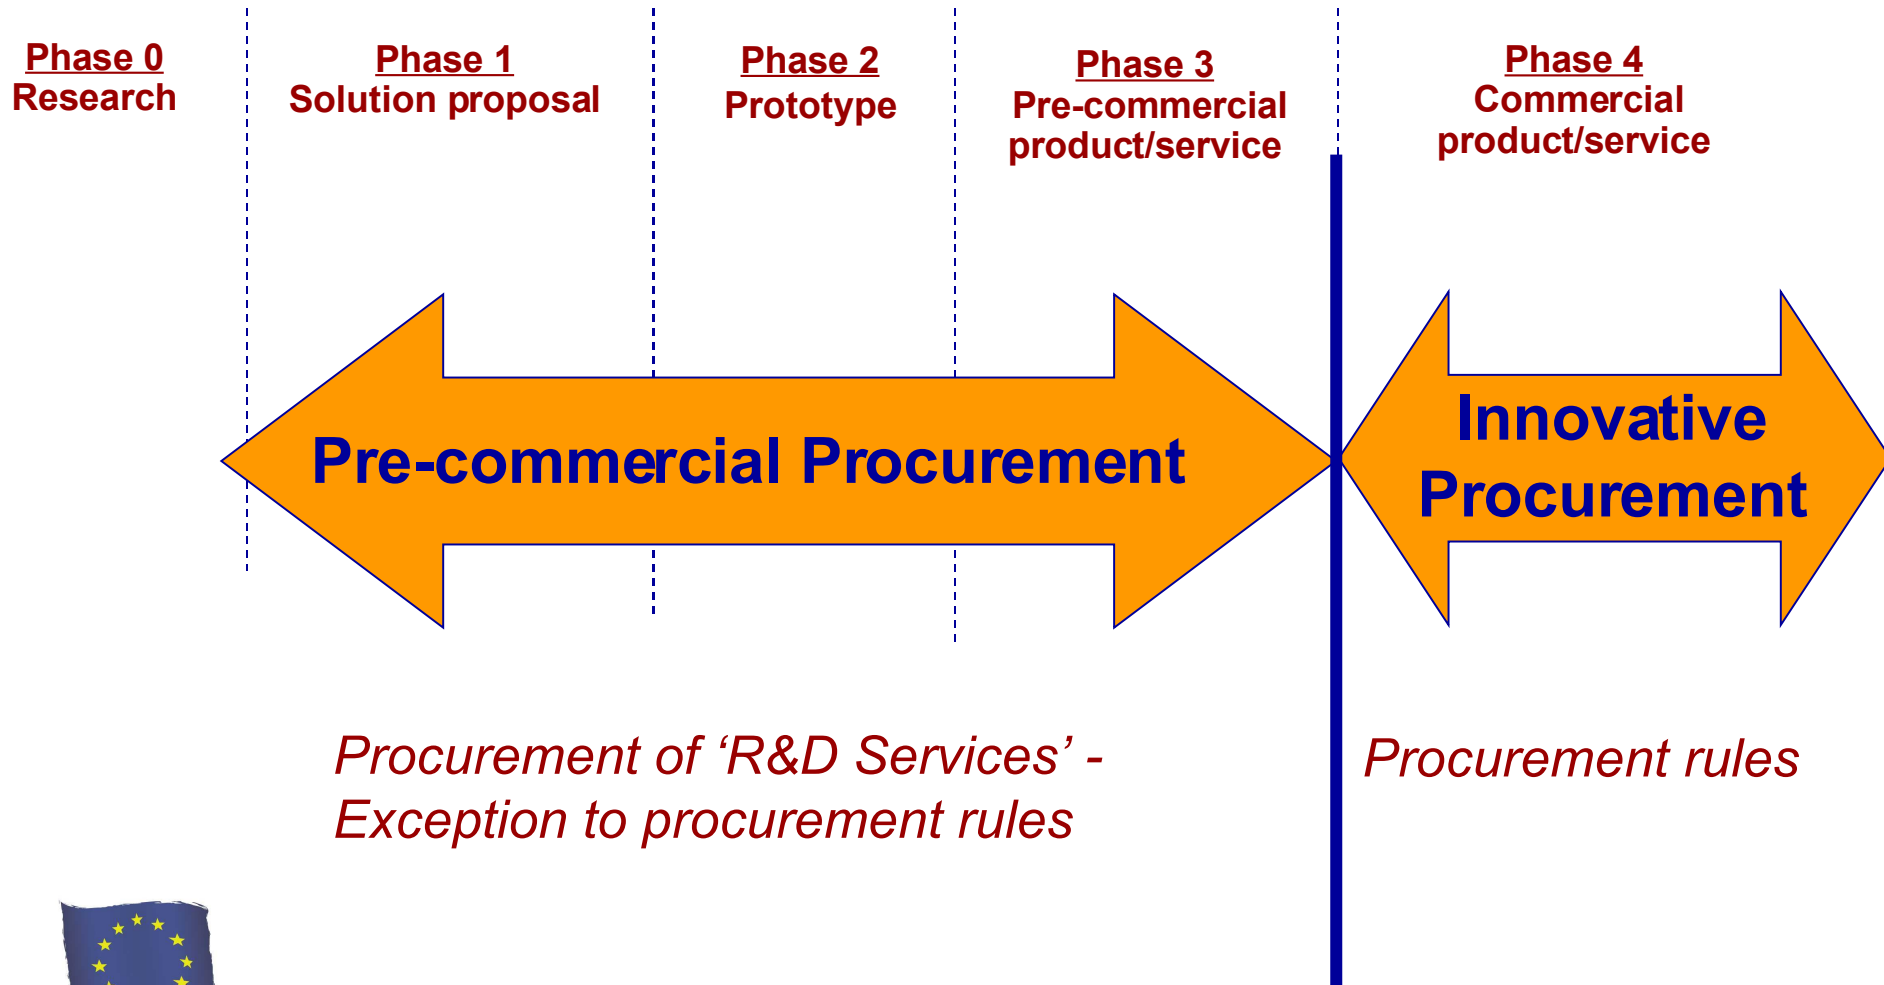 Phase 0
Research
Phase 1
Solution proposal
Phase 2
Prototype
Phase 3
Pre-commercial
product/service
Phase 4
Commercial
product/service
Pre-commercial Procurement
Innovative
Procurement
Procurement of ‘R&D Services’ -
Exception to procurement rules
Procurement rules